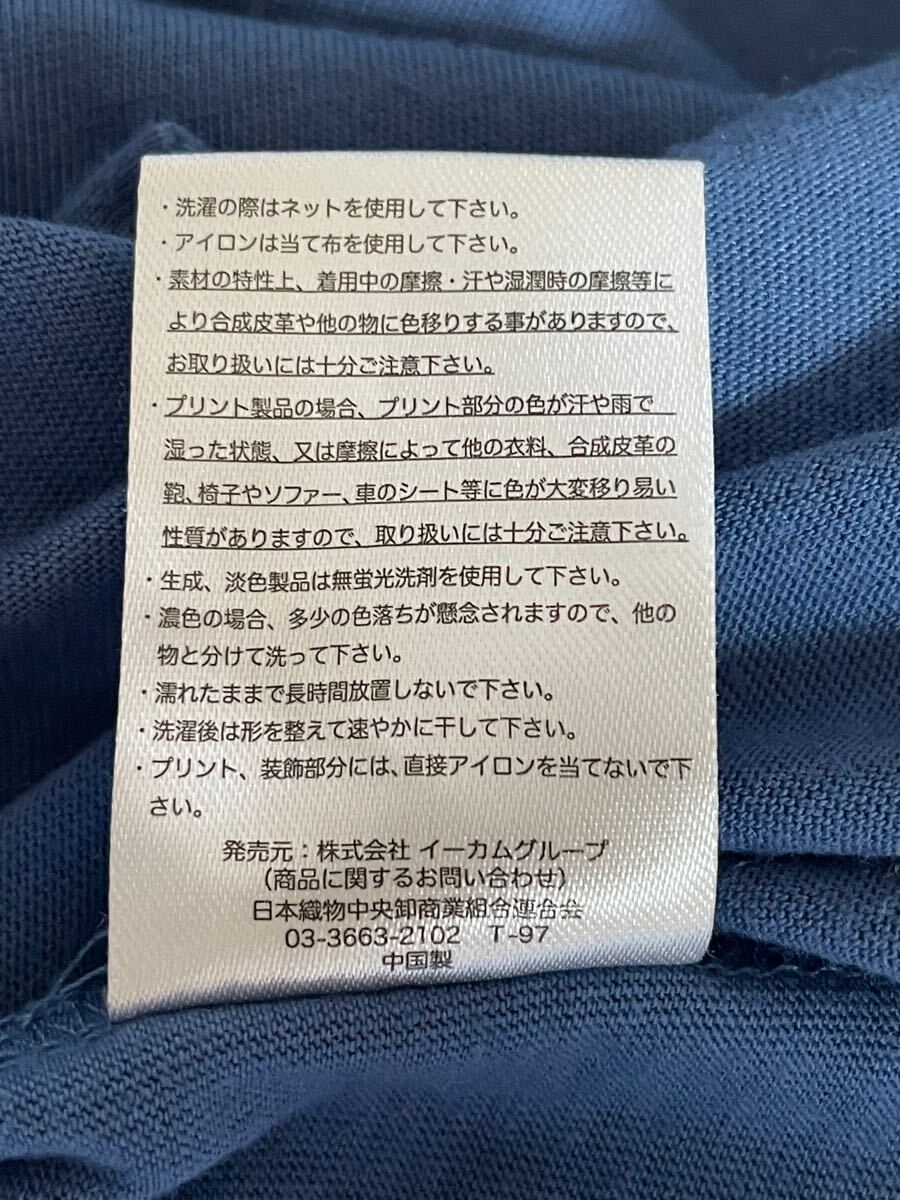 ・洗濯の際はネットを使用して下さい。
・アイロンは当て布を使用して下さい。
・素材の特性上、着用中の摩擦・汗や湿潤時の摩擦等に
より合成皮革や他の物に色移りする事がありますので、
お取り扱いには十分ご注意下さい。
・プリント製品の場合、プリント部分の色が汗や雨で
湿った状態、又は摩擦によって他の衣料、合成皮革の
鞄、椅子やソファー、車のシート等に色が大変移り易い
性質がありますので、取り扱いには十分ご注意下さい。
・生成、淡色製品は無蛍光洗剤を使用して下さい。
・濃色の場合、多少の色落ちが懸念されますので、他の
物と分けて洗って下さい。
・濡れたままで長時間放置しないで下さい。
・洗濯後は形を整えて速やかに干して下さい。
・プリント、装飾部分には、直接アイロンを当てないで下
さい。
発売元：株式会社 イーカムグループ
(商品に関するお問い合わせ)
日本織物中央卸商業組合連合会
03-3663-2102 T-97
中国製